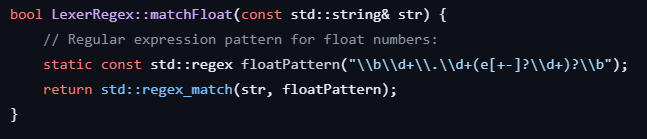 bool LexerRegex::matchFloat(const std::string& str) {
    // Regular expression pattern for float numbers:
    static const std::regex floatPattern("\\b\\d+\\.\\d+(e[+-]?\\d+)?\\b");
    return std::regex_match(str, floatPattern);
}